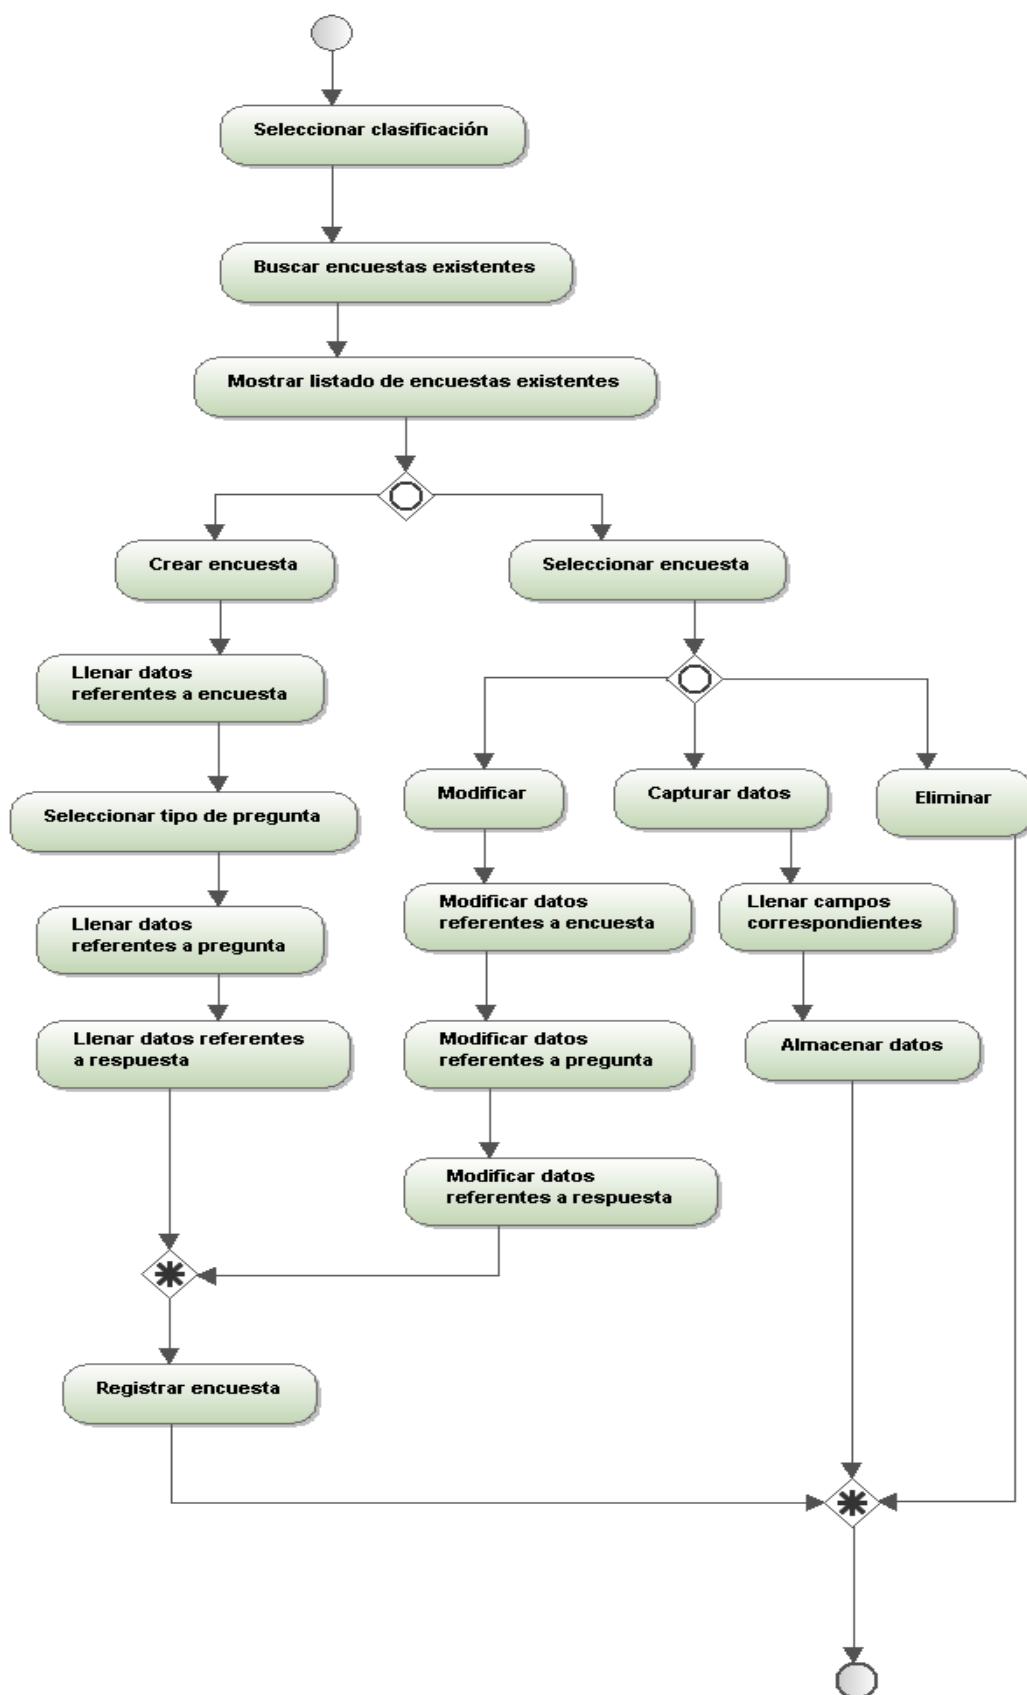 Seleccionar clasificación
Buscar encuestas existentes
Mostrar listado de encuestas existentes
Crear encuesta
Seleccionar encuesta
Llenar datos
referentes a encuesta
Modificar
Capturar datos
Eliminar
Seleccionar tipo de pregunta
Modificar datos
referentes a encuesta
Llenar campos
correspondientes
Llenar datos
referentes a pregunta
Llenar datos referentes
a respuesta
Modificar datos
referentes a pregunta
Almacenar datos
Modificar datos
referentes a respuesta
Registrar encuesta